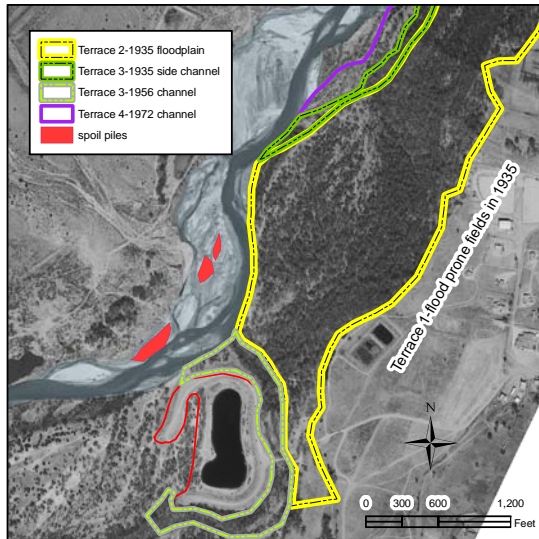 Terrace 2-1935 floodplain
Terrace 3-1935 side channel
Terrace 3-1956 channel
Terrace 4-1972 channel
spoil piles
Terrace 1-flood prone fields in 1935
N
0 300 600 1,200
Feet